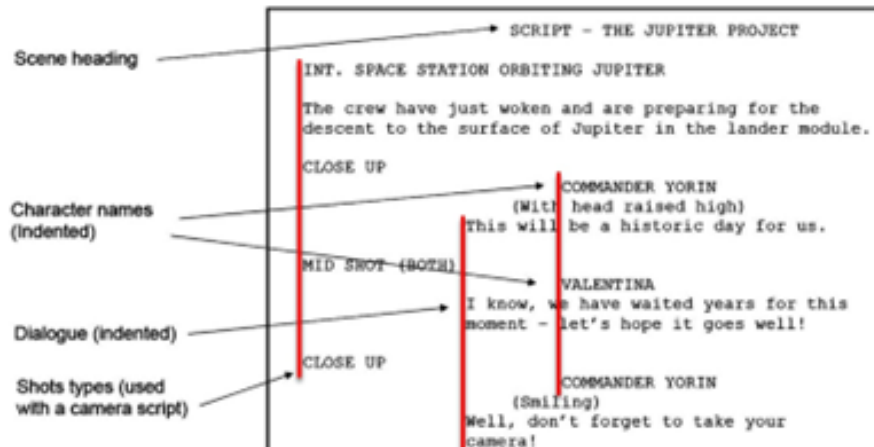 SCRIPT - THE JUPITER PROJECT
Scene heading
INT. SPACE STATION ORBITING JUPITER
The crew have just woken and are preparing for the
descent to the surface of Jupiter in the lander module.
CLOSE UP
COMMANDER YORIN
Character names
(Indented)
(With head raised high)
This will be a historic day for us.
MID SHOT (BOTH)
VALENTINA
I know, we have waited years for this
moment - let's hope it goes well!
Dialogue (indented)
CLOSE UP
Shots types (used
with a camera script)
COMMANDER YORIN
(Smiling)
Well, don't forget to take your
camera!